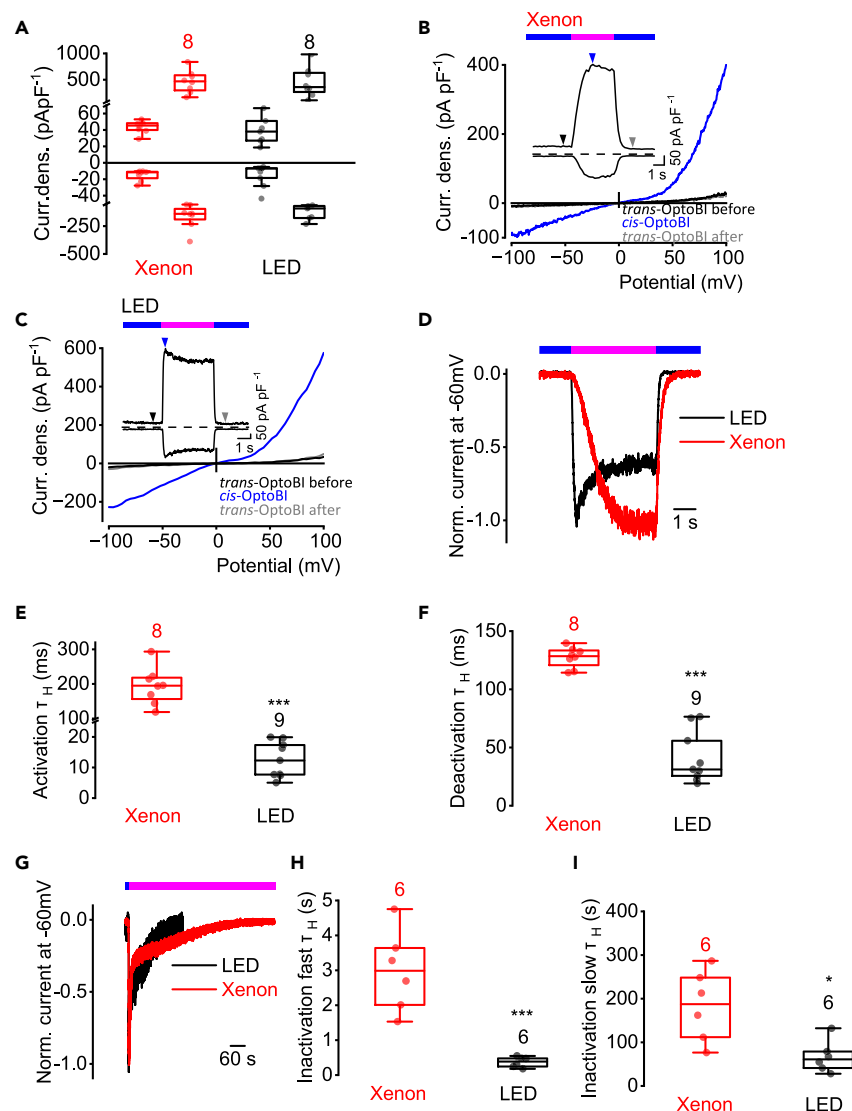 A
8
8
500
250
60
40
20
0
-20
-40
-250
-500
Curr.dens. (pApF⁻¹)
Xenon
LED
B
Xenon
400
200
0
-100
Curr. dens. (pA pF⁻¹)
1 s
50 pA pF⁻¹
trans-OptoBI before
cis-OptoBI
trans-OptoBI after
-100
-50
0
50
100
Potential (mV)
C
LED
600
400
200
0
-200
Curr. dens. (pA pF⁻¹)
1 s
50 pA pF⁻¹
trans-OptoBI before
cis-OptoBI
trans-OptoBI after
-100
-50
0
50
100
Potential (mV)
D
0.0
-0.5
-1.0
Norm. current at -60mV
LED
Xenon
1 s
E
8
300
200
100
20
10
0
Activation τ H (ms)
***
9
Xenon
LED
F
8
150
100
50
0
Deactivation τ H (ms)
***
9
Xenon
LED
G
0.0
-0.5
-1.0
Norm. current at -60mV
LED
Xenon
60 s
H
6
5
4
3
2
1
0
Inactivation fast τ H (s)
***
6
Xenon
LED
I
400
300
200
100
0
Inactivation slow τ H (s)
6
*
6
Xenon
LED